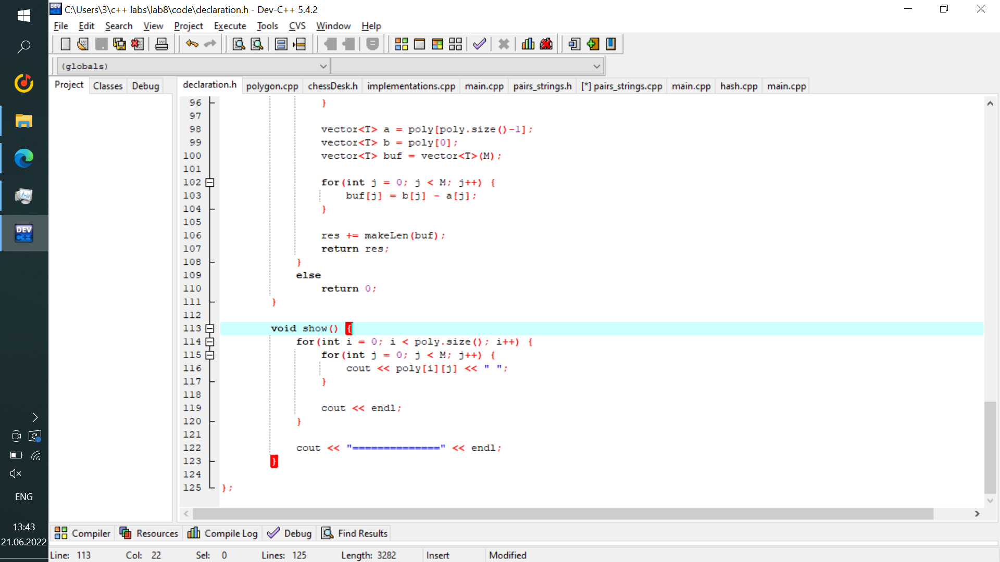 C:\Users\3\c++ labs\lab8\code\declaration.h - Dev-C++ 5.4.2
File Edit Search View Project Execute Tools CVS Window Help
(globals)
Project Classes Debug
declaration.h polygon.cpp chessDesk.h implementations.cpp main.cpp pairs_strings.h [*] pairs_strings.cpp main.cpp hash.cpp main.cpp
96 }
97
98 vector<T> a = poly[poly.size()-1];
99 vector<T> b = poly[0];
100 vector<T> buf = vector<T>(M);
101
102 for(int j = 0; j < M; j++) {
103 buf[j] = b[j] - a[j];
104 }
105
106 res += makeLen(buf);
107 return res;
108 }
109 else
110 return 0;
111 }
112
113 void show() {
114 for(int i = 0; i < poly.size(); i++) {
115 for(int j = 0; j < M; j++) {
116 cout << poly[i][j] << " ";
117 }
118
119 cout << endl;
120 }
121
122 cout << "==============" << endl;
123 }
124
125 };
Compiler Resources Compile Log Debug Find Results
Line: 113 Col: 22 Sel: 0 Lines: 125 Length: 3282 Insert Modified
DEV
C++
ENG
13:43
21.06.2022